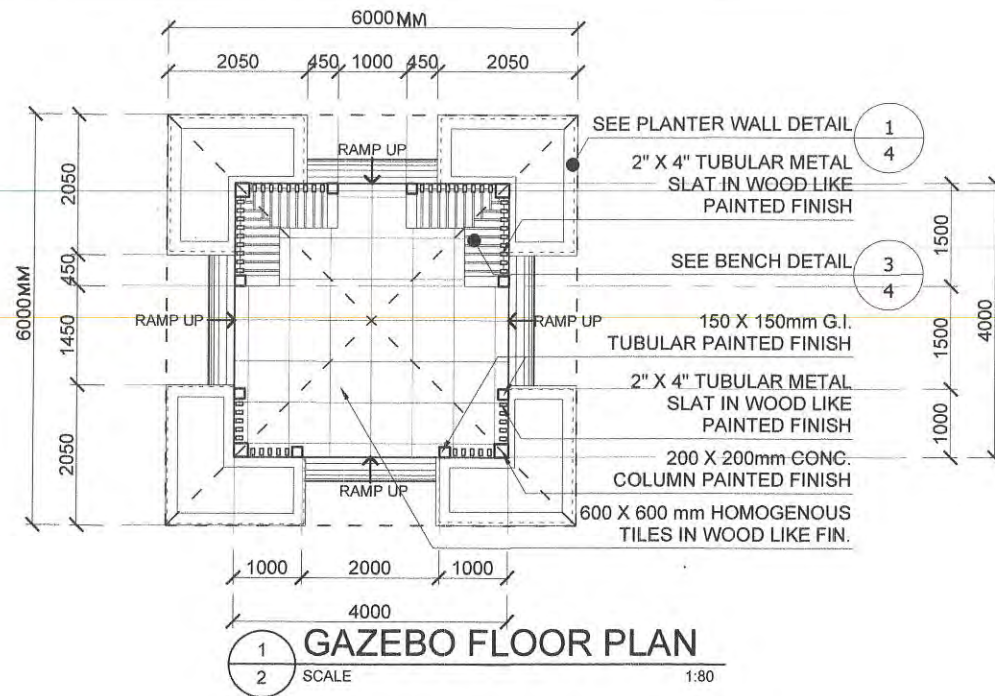 6000MM
2050
450
1000
450
2050
SEE PLANTER WALL DETAIL
1
4
2" X 4" TUBULAR METAL
SLAT IN WOOD LIKE
PAINTED FINISH
SEE BENCH DETAIL
3
4
150 X 150mm G.I.
TUBULAR PAINTED FINISH
2" X 4" TUBULAR METAL
SLAT IN WOOD LIKE
PAINTED FINISH
200 X 200mm CONC.
COLUMN PAINTED FINISH
600 X 600 mm HOMOGENOUS
TILES IN WOOD LIKE FIN.
RAMP UP
RAMP UP
RAMP UP
RAMP UP
6000MM
2050
450
1450
2050
1500
1500
1000
4000
1000
2000
1000
4000
1
2
GAZEBO FLOOR PLAN
SCALE
1:80